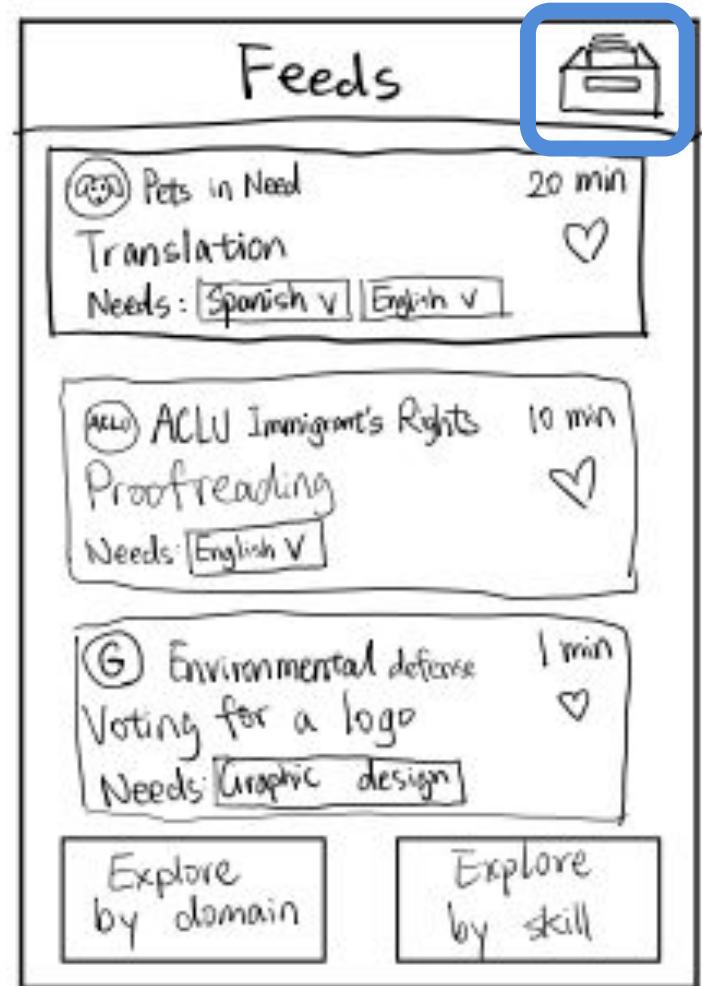 Feeds
Pets in Need 20 min
Translation
Needs: Spanish v English v
ACLU ACLU Immigrant's Rights 10 min
Proofreading
Needs: English v
G Environmental defense 1 min
Voting for a logo
Needs: Graphic design
Explore by domain
Explore by skill